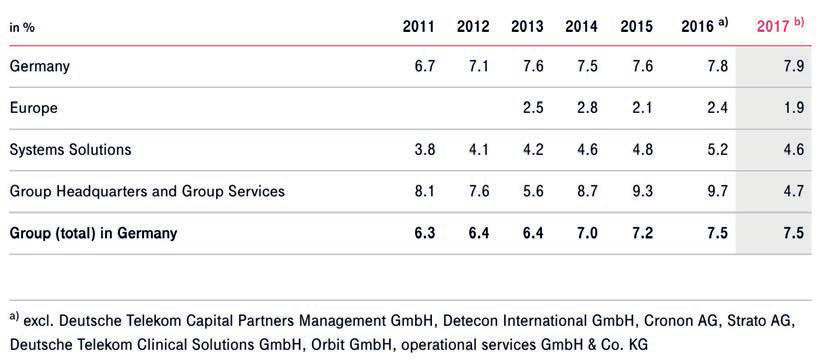 in % 2011 2012 2013 2014 2015 2016 a) 2017 b)
Germany 6.7 7.1 7.6 7.5 7.6 7.8 7.9
Europe 2.5 2.8 2.1 2.4 1.9
Systems Solutions 3.8 4.1 4.2 4.6 4.8 5.2 4.6
Group Headquarters and Group Services 8.1 7.6 5.6 8.7 9.3 9.7 4.7
Group (total) in Germany 6.3 6.4 6.4 7.0 7.2 7.5 7.5
a) excl. Deutsche Telekom Capital Partners Management GmbH, Detecon International GmbH, Cronon AG, Strato AG,
Deutsche Telekom Clinical Solutions GmbH, Orbit GmbH, operational services GmbH & Co. KG